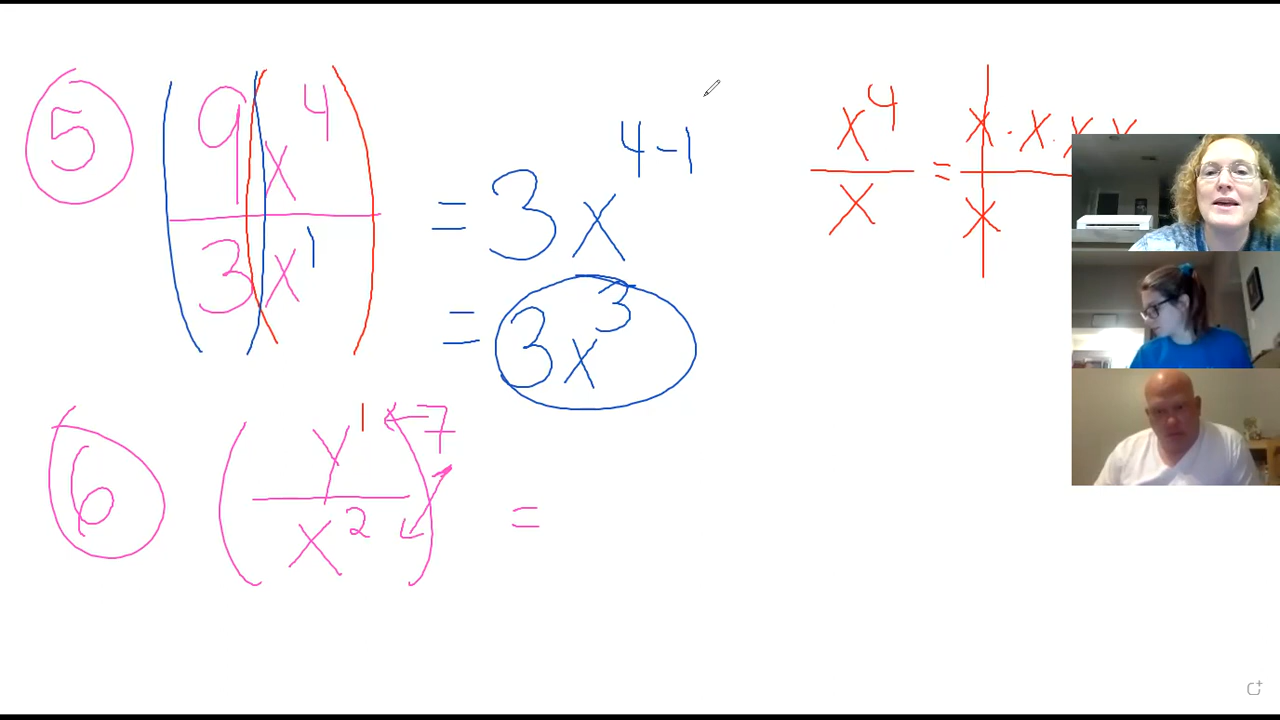 5 9x^4 / 3x^1 = 3x^{4-1}
= 3x^3
x^4 / x = x · x · x x / x
6 (y^1 / x^2)^7 =